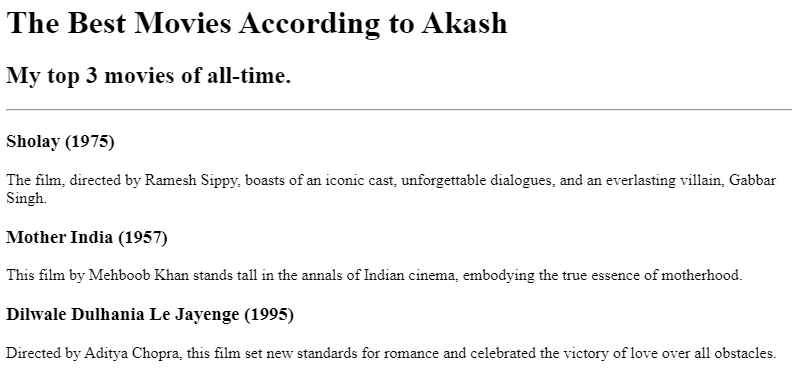 The Best Movies According to Akash
My top 3 movies of all-time.
Sholay (1975)
The film, directed by Ramesh Sippy, boasts of an iconic cast, unforgettable dialogues, and an everlasting villain, Gabbar
Singh.
Mother India (1957)
This film by Mehboob Khan stands tall in the annals of Indian cinema, embodying the true essence of motherhood.
Dilwale Dulhania Le Jayenge (1995)
Directed by Aditya Chopra, this film set new standards for romance and celebrated the victory of love over all obstacles.